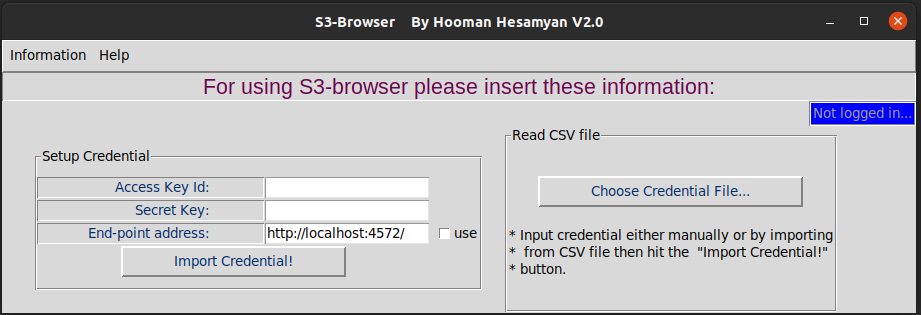 S3-Browser    By Hooman Hesamyan V2.0
Information   Help
For using S3-browser please insert these information:
Not logged in...
Setup Credential
Access Key Id:
Secret Key:
End-point address: http://localhost:4572/ use
Import Credential!
Read CSV file
Choose Credential File...
* Input credential either manually or by importing
*  from CSV file then hit the  "Import Credential!"
* button.